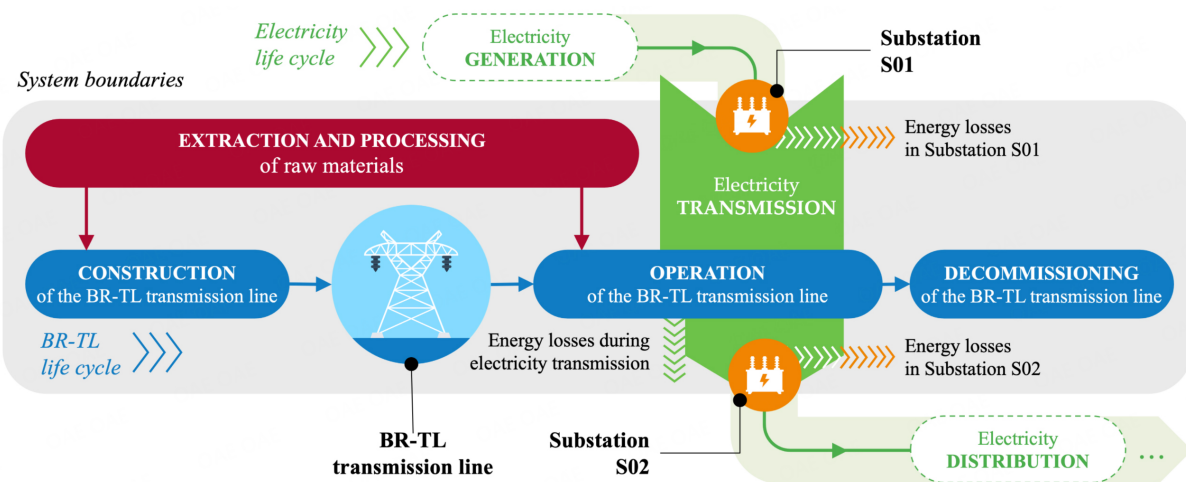 Electricity
life cycle
Electricity
GENERATION
Substation
S01
System boundaries
EXTRACTION AND PROCESSING
of raw materials
Energy losses
in Substation S01
Electricity
TRANSMISSION
CONSTRUCTION
of the BR-TL transmission line
OPERATION
of the BR-TL transmission line
DECOMMISSIONING
of the BR-TL transmission line
BR-TL
life cycle
Energy losses during
electricity transmission
Energy losses
in Substation S02
BR-TL
transmission line
Substation
S02
Electricity
DISTRIBUTION
...